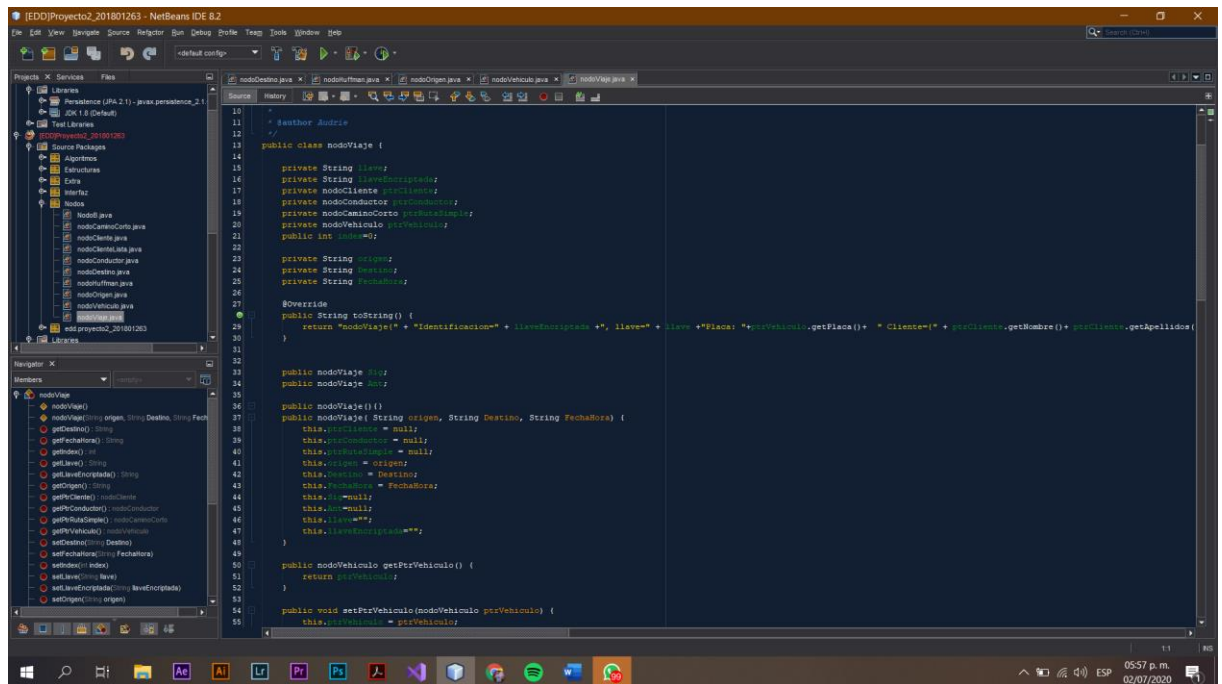 [EDD]Proyecto2_201801263 - NetBeans IDE 8.2
File Edit View Navigate Source Refactor Run Debug Profile Team Tools Window Help
Search (Ctrl+I)
<default config>
Projects Services Files
Libraries
Persistence (JPA 2.1) - javax.persistence_2.1.
JDK 1.8 (Default)
Test Libraries
[EDD]Proyecto2_201801263
Source Packages
Algoritmos
Estructuras
Extra
Interfaz
Nodos
NodoB.java
nodoCaminoCorto.java
nodoCliente.java
nodoClienteLista.java
nodoConductor.java
nodoDestino.java
nodoHuffman.java
nodoOrigen.java
nodoVehiculo.java
nodoViaje.java
edd.proyecto2_201801263
Libraries
Navigator
Members <empty>
nodoViaje
nodoViaje()
nodoViaje(String origen, String Destino, String Fech
getDestino() : String
getFechaHora() : String
getIndex() : int
getLlave() : String
getLlaveEncriptada() : String
getOrigen() : String
getPtrCliente() : nodoCliente
getPtrConductor() : nodoConductor
getPtrRutaSimple() : nodoCaminoCorto
getPtrVehiculo() : nodoVehiculo
setDestino(String Destino)
setFechaHora(String FechaHora)
setIndex(int index)
setLlave(String llave)
setLlaveEncriptada(String llaveEncriptada)
setOrigen(String origen)
nodoDestino.java nodoHuffman.java nodoOrigen.java nodoVehiculo.java nodoViaje.java
Source History
10 *
11 * @author Audrie
12 */
13 public class nodoViaje {
14
15 private String llave;
16 private String llaveEncriptada;
17 private nodoCliente ptrCliente;
18 private nodoConductor ptrConductor;
19 private nodoCaminoCorto ptrRutaSimple;
20 private nodoVehiculo ptrVehiculo;
21 public int index=0;
22
23 private String origen;
24 private String Destino;
25 private String FechaHora;
26
27 @Override
public String toString() {
29 return "nodoViaje{" + "Identificacion=" + llaveEncriptada +", llave=" + llave +"Placa: "+ptrVehiculo.getPlaca()+ " Cliente=(" + ptrCliente.getNombre()+ ptrCliente.getApellidos(
30 }
31
32
33 public nodoViaje Sig;
34 public nodoViaje Ant;
35
36 public nodoViaje(){}
37 public nodoViaje( String origen, String Destino, String FechaHora) {
38 this.ptrCliente = null;
39 this.ptrConductor = null;
40 this.ptrRutaSimple = null;
41 this.origen = origen;
42 this.Destino = Destino;
43 this.FechaHora = FechaHora;
44 this.Sig=null;
45 this.Ant=null;
46 this.llave="";
47 this.llaveEncriptada="";
48 }
49
50 public nodoVehiculo getPtrVehiculo() {
51 return ptrVehiculo;
52 }
53
54 public void setPtrVehiculo(nodoVehiculo ptrVehiculo) {
55 this.ptrVehiculo = ptrVehiculo;
1:1 INS
Ae Ai Lr Pr Ps 99
ESP
05:57 p. m.
02/07/2020